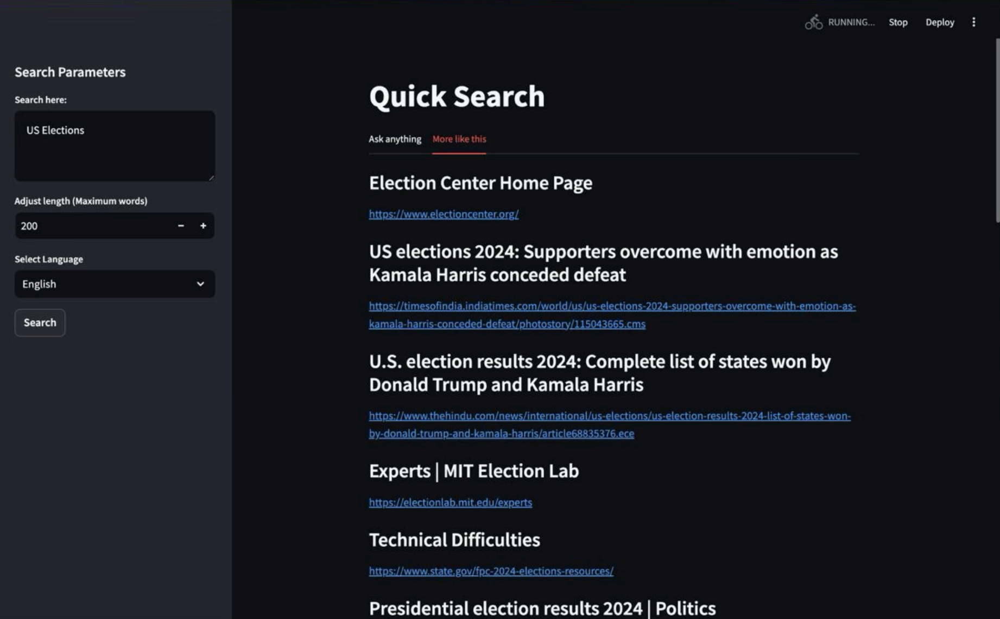 RUNNING...
Stop
Deploy
Search Parameters
Search here:
US Elections
Adjust length (Maximum words)
200
Select Language
English
Search
Quick Search
Ask anything
More like this
Election Center Home Page
https://www.electioncenter.org/
US elections 2024: Supporters overcome with emotion as
Kamala Harris conceded defeat
https://timesofindia.indiatimes.com/world/us/us-elections-2024-supporters-overcome-with-emotion-as-
kamala-harris-conceded-defeat/photostory/115043665.cms
U.S. election results 2024: Complete list of states won by
Donald Trump and Kamala Harris
https://www.thehindu.com/news/international/us-elections/us-election-results-2024-list-of-states-won-
by-donald-trump-and-kamala-harris/article68835376.ece
Experts | MIT Election Lab
https://electionlab.mit.edu/experts
Technical Difficulties
https://www.state.gov/fpc-2024-elections-resources/
Presidential election results 2024 | Politics